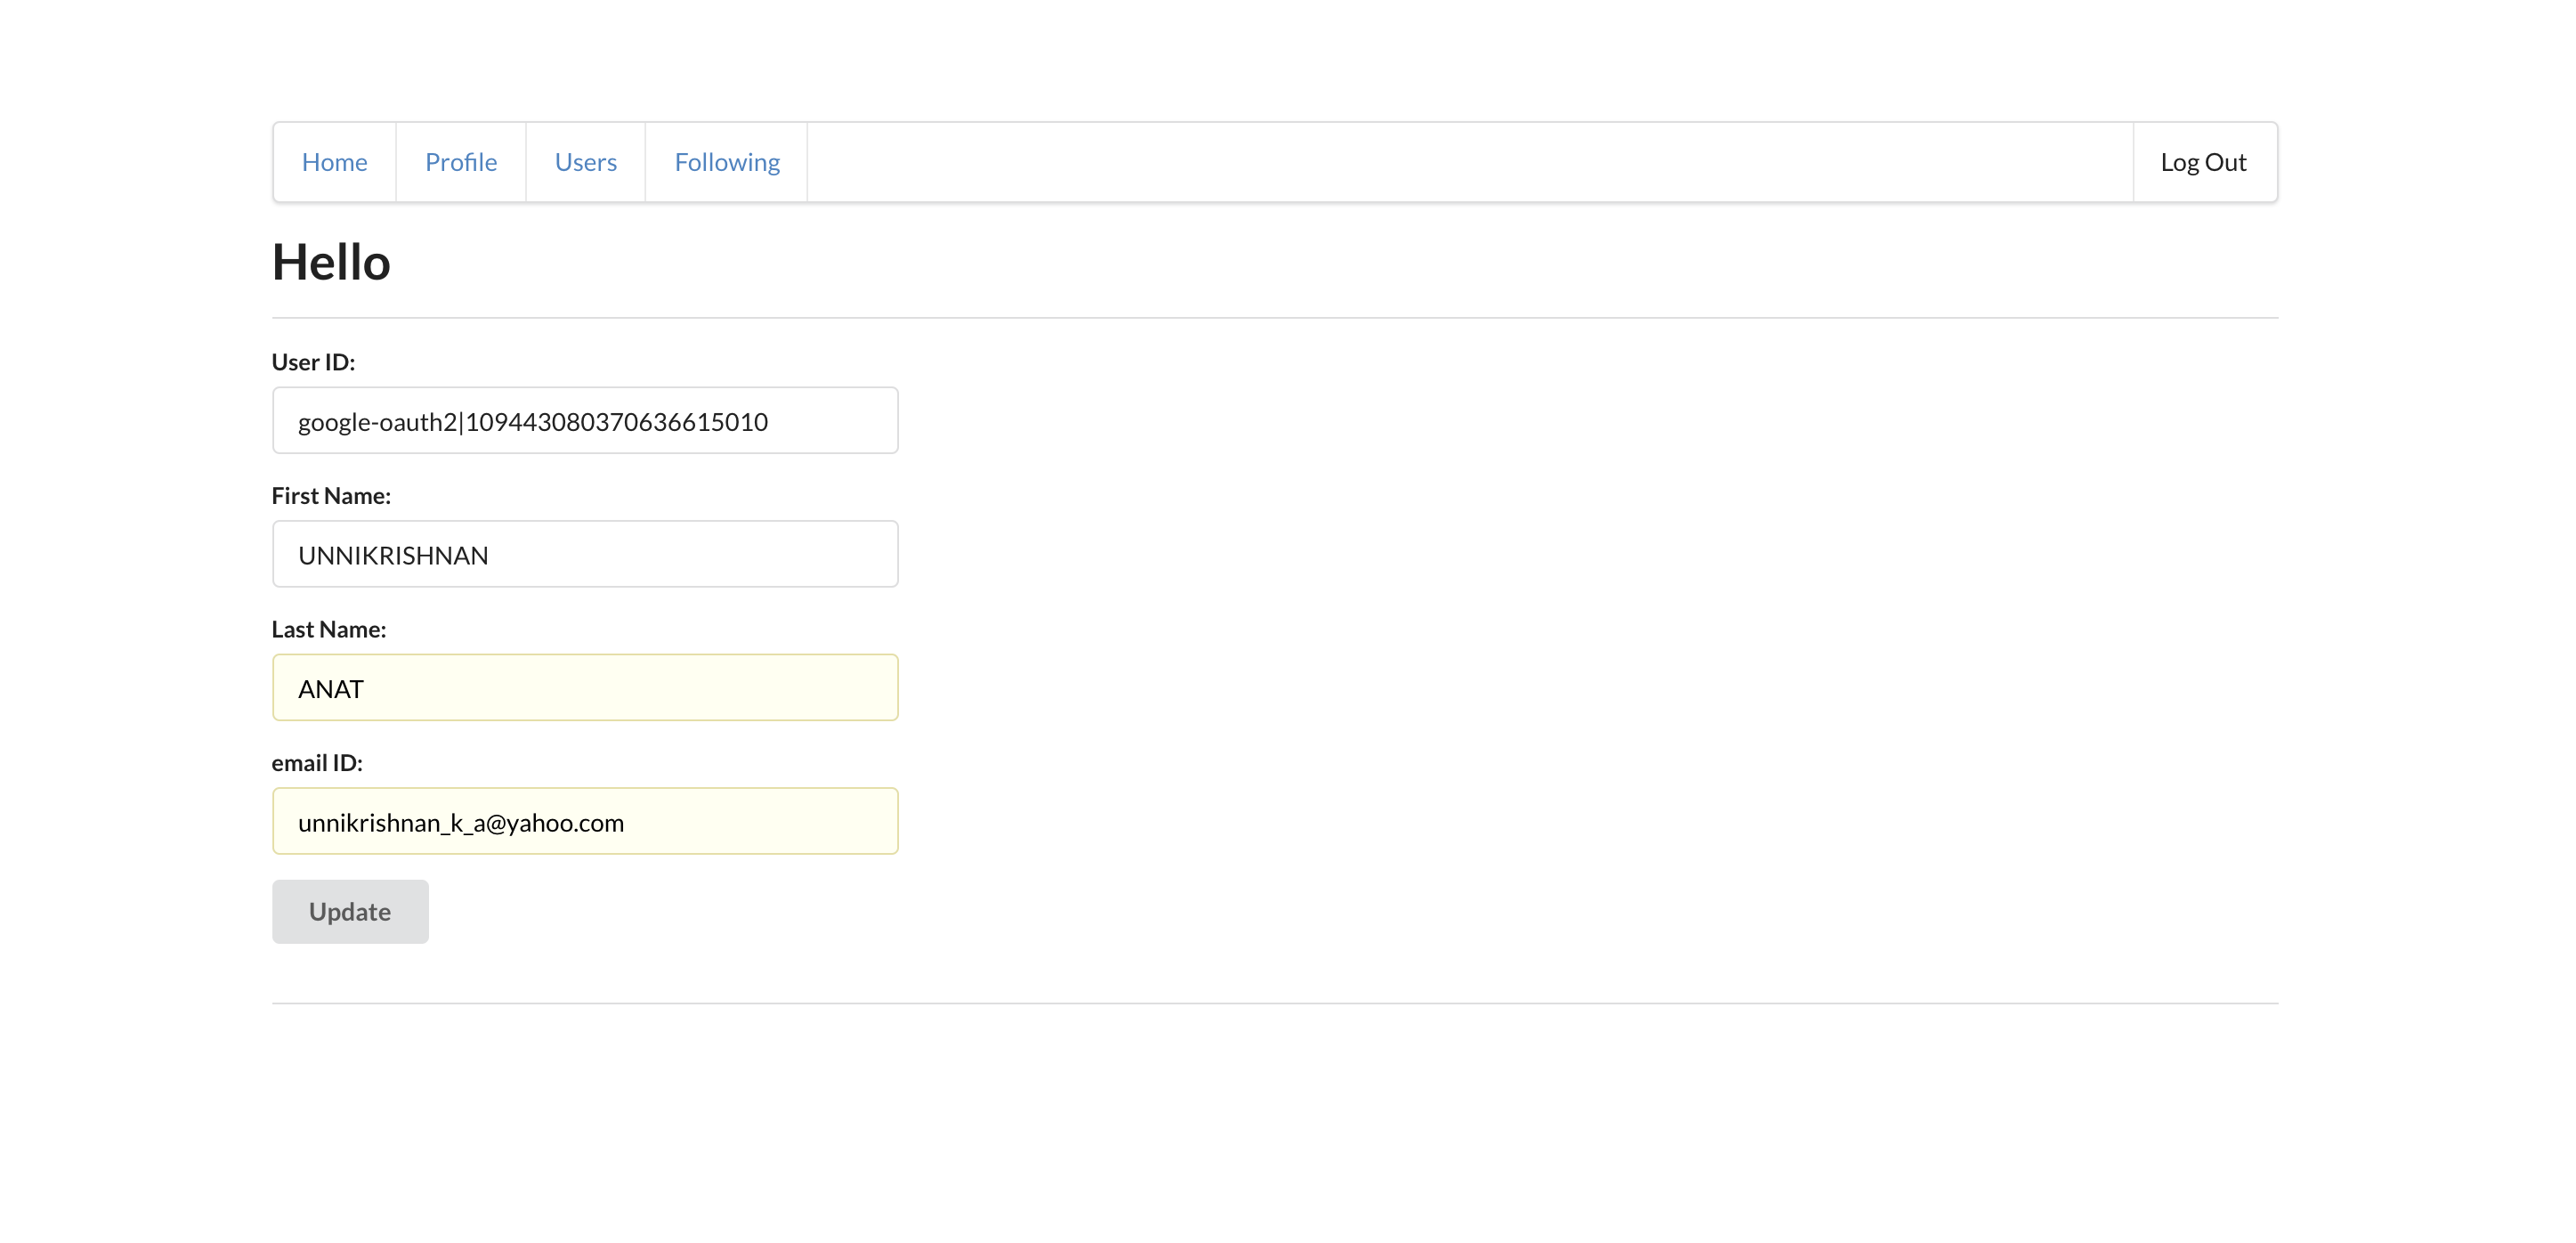 Home Profile Users Following Log Out
Hello
User ID:
google-oauth2|109443080370636615010
First Name:
UNNIKRISHNAN
Last Name:
ANAT
email ID:
unnikrishnan_k_a@yahoo.com
Update